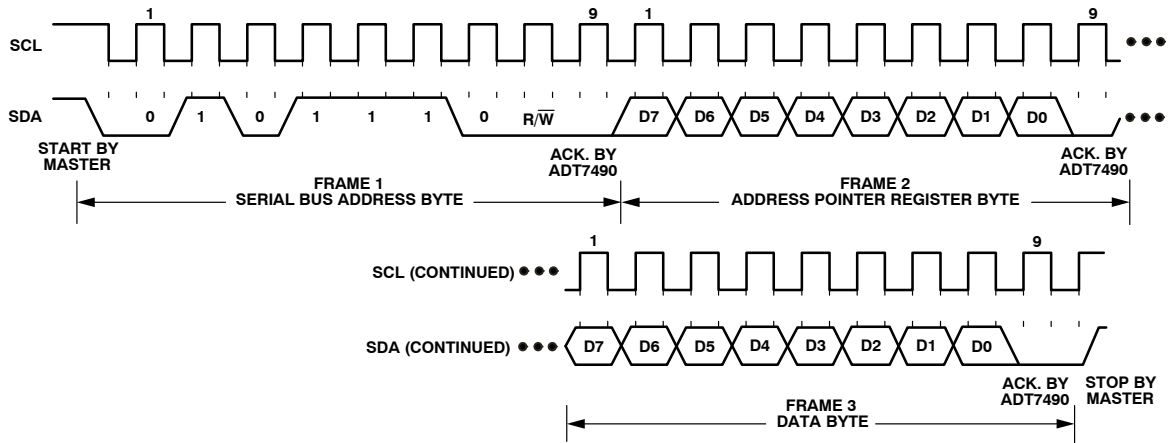 1 9 1 9
SCL
SDA 0 1 0 1 1 1 0 R/W D7 D6 D5 D4 D3 D2 D1 D0
START BY
MASTER
ACK. BY
ADT7490
ACK. BY
ADT7490
FRAME 1
SERIAL BUS ADDRESS BYTE
FRAME 2
ADDRESS POINTER REGISTER BYTE
1 9
SCL (CONTINUED)
SDA (CONTINUED) D7 D6 D5 D4 D3 D2 D1 D0
ACK. BY
ADT7490
STOP BY
MASTER
FRAME 3
DATA BYTE